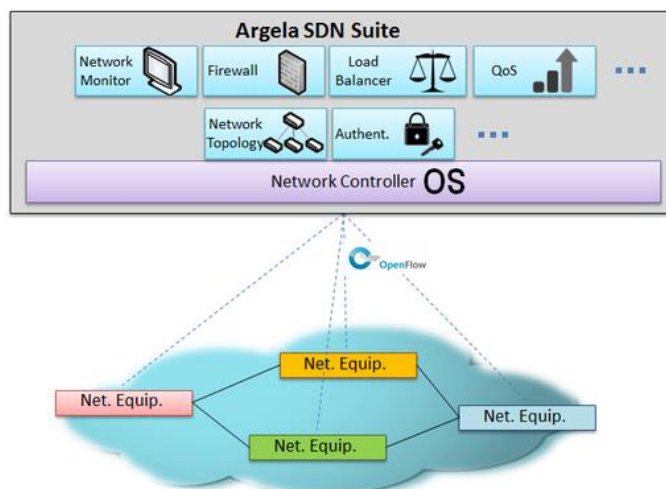 Argela SDN Suite
Network
Monitor
Firewall
Load
Balancer
QoS
Network
Topology
Authent.
Network Controller OS
OpenFlow
Net. Equip.
Net. Equip.
Net. Equip.
Net. Equip.